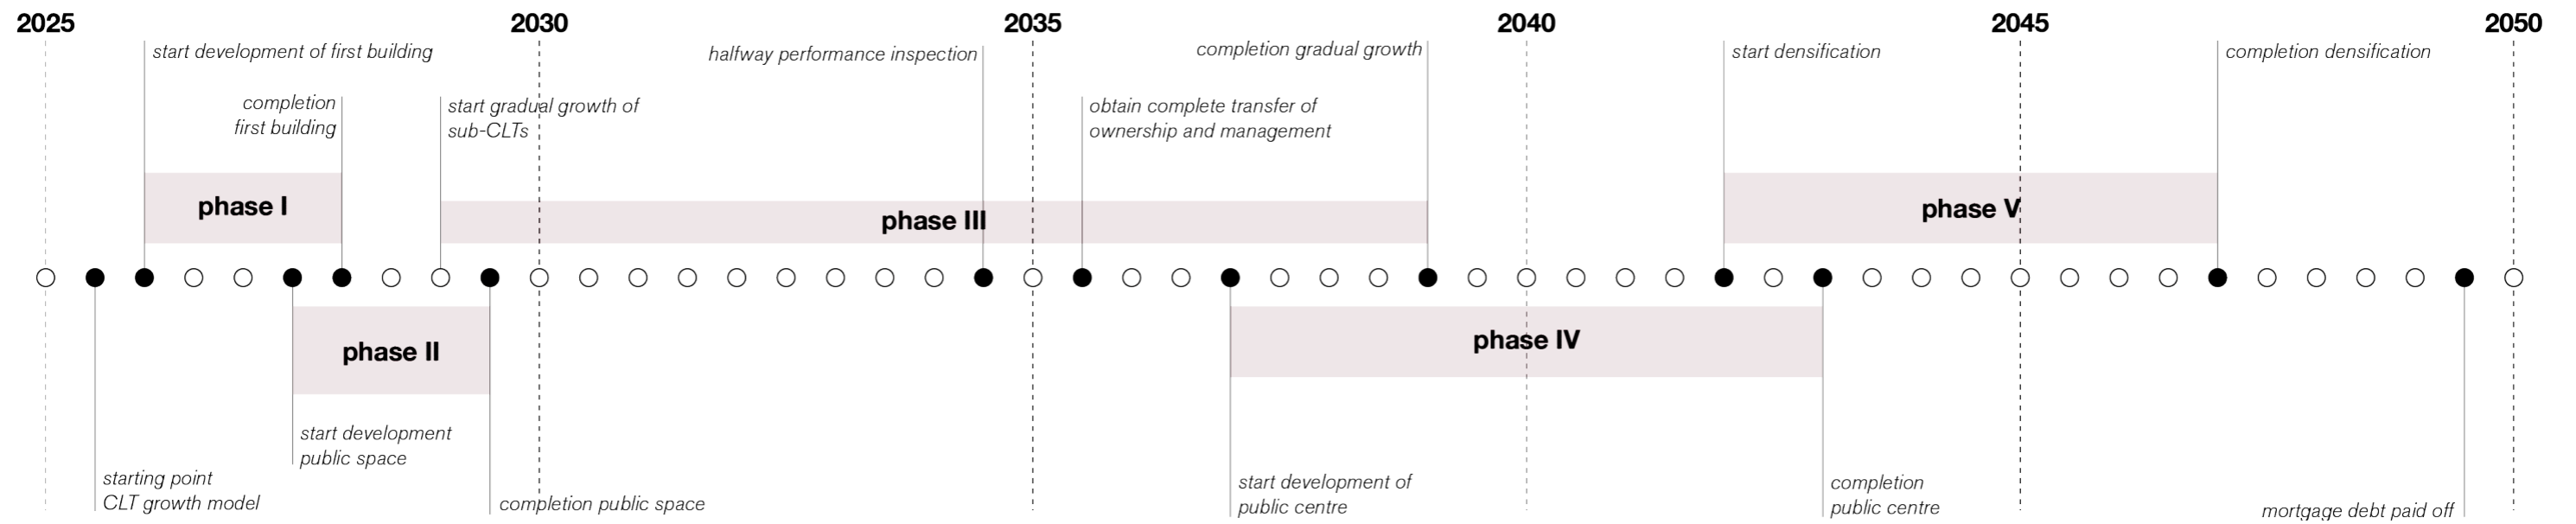 2025
2030
2035
2040
2045
2050
start development of first building
halfway performance inspection
completion gradual growth
start densification
completion densification
completion
first building
start gradual growth of
sub-CLTs
obtain complete transfer of
ownership and management
phase I
phase III
phase V
phase II
phase IV
start development
public space
starting point
CLT growth model
completion public space
start development of
public centre
completion
public centre
mortgage debt paid off